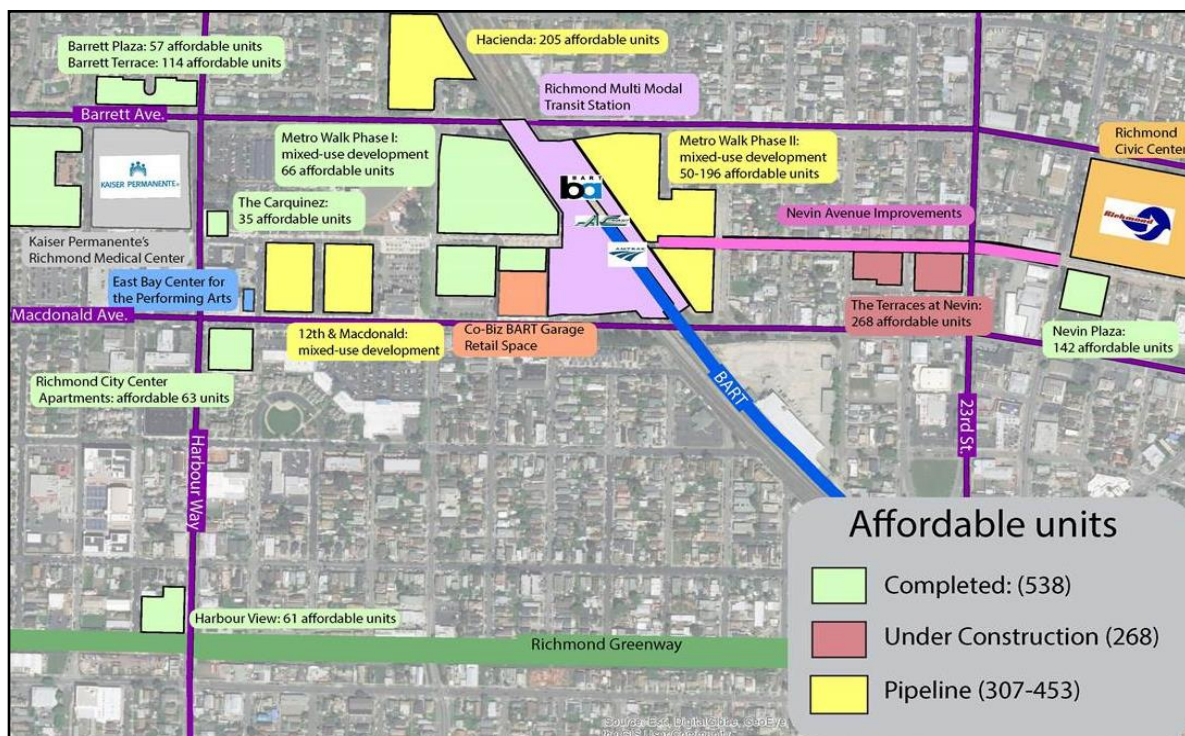 Barrett Plaza: 57 affordable units
Barrett Terrace: 114 affordable units
Hacienda: 205 affordable units
Richmond Multi Modal
Transit Station
Barrett Ave.
Metro Walk Phase I:
mixed-use development
66 affordable units
Metro Walk Phase II:
mixed-use development
50-196 affordable units
Richmond
Civic Center
KAISER PERMANENTE
BART
ba
The Carquinez:
35 affordable units
Nevin Avenue Improvements
Richmond
AMTRAK
Kaiser Permanente's
Richmond Medical Center
East Bay Center for
the Performing Arts
Macdonald Ave.
12th & Macdonald:
mixed-use development
Co-Biz BART Garage
Retail Space
The Terraces at Nevin:
268 affordable units
Nevin Plaza:
142 affordable units
Richmond City Center
Apartments: affordable 63 units
BART
23rd St.
Harbour Way
Harbour View: 61 affordable units
Richmond Greenway
Affordable units
Completed: (538)
Under Construction (268)
Pipeline (307-453)